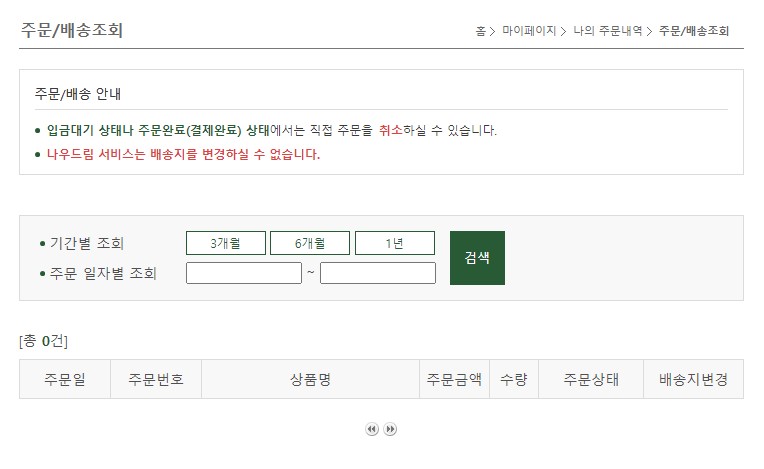 주문/배송조회
홈 > 마이페이지 > 나의 주문내역 > 주문/배송조회
주문/배송 안내
• 입금대기 상태나 주문완료(결제완료) 상태에서는 직접 주문을 취소하실 수 있습니다.
• 나우드림 서비스는 배송지를 변경하실 수 없습니다.
• 기간별 조회 3개월 6개월 1년
검색
• 주문 일자별 조회 ~
[총 0건]
주문일 주문번호 상품명 주문금액 수량 주문상태 배송지변경